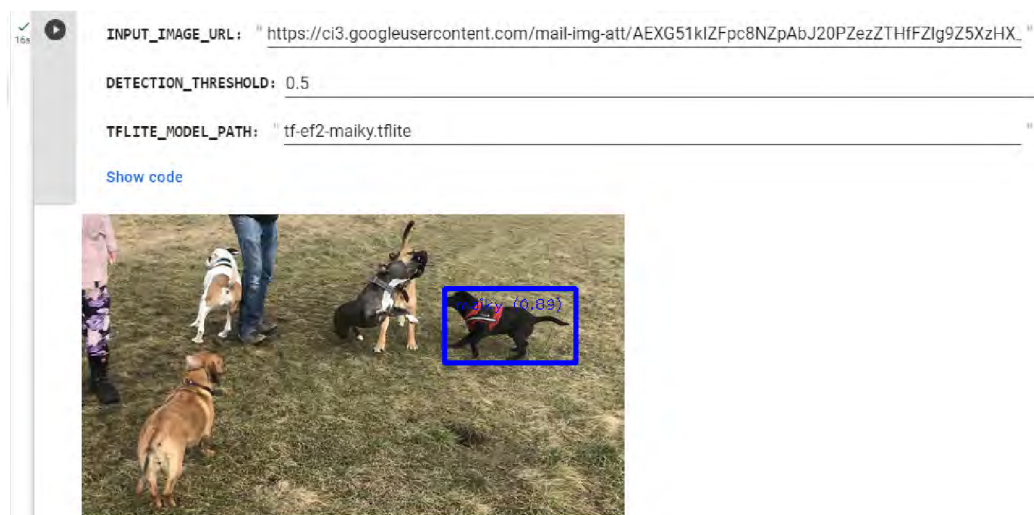 16s
INPUT_IMAGE_URL: " https://ci3.googleusercontent.com/mail-img-att/AEXG51kIZFpc8NZpAbJ20PZezZTHfFZIg9Z5XzHX_ "
DETECTION_THRESHOLD: 0.5
TFLITE_MODEL_PATH: " tf-ef2-maiky.tflite "
Show code
maiky (0.89)